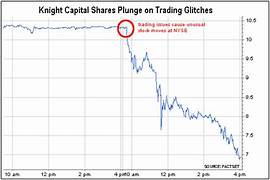 Knight Capital Shares Plunge on Trading Glitches
trading issues cause unusual
stock moves at NYSE
10.5
10
9.5
9
8.5
8
7.5
7
10 am
12 pm
2 pm
4 pm10 am
12 pm
2 pm
4 pm
SOURCE: FACTSET